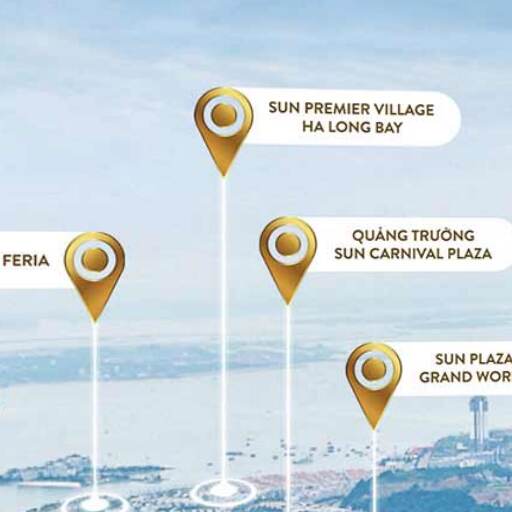 SUN PREMIER VILLAGE
HA LONG BAY
QUẢNG TRƯỜNG
SUN CARNIVAL PLAZA
FERIA
SUN PLAZA
GRAND WOR